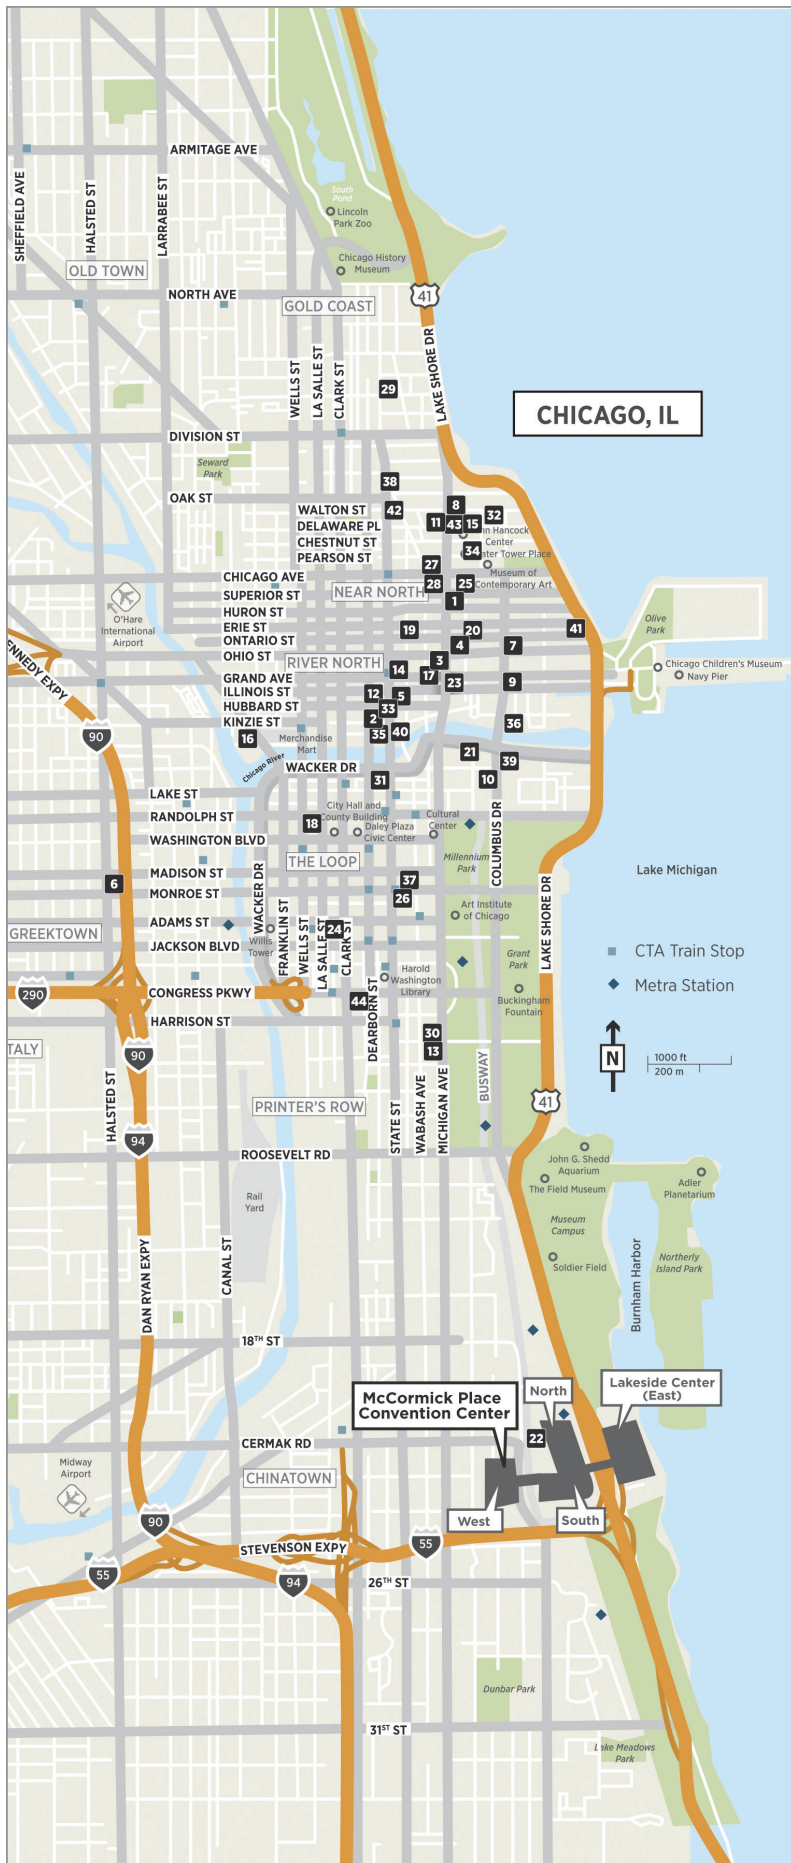 ARMITAGE AVE
SHEFFIELD AVE
HALSTED ST
LARRABEE ST
South
Pond
Lincoln
Park Zoo
Chicago History
Museum
OLD TOWN
NORTH AVE
GOLD COAST
41
LAKE SHORE DR
WELLS ST
LA SALLE ST
CLARK ST
29
CHICAGO, IL
DIVISION ST
Seward
Park
38
OAK ST
WALTON ST
42
8
32
DELAWARE PL
11
43
15
Center
CHESTNUT ST
34
PEARSON ST
27
Museum of
Contemporary Art
CHICAGO AVE
28
25
NEAR NORTH
SUPERIOR ST
1
HURON ST
O'Hare
International
Airport
ERIE ST
19
20
41
Olive
Park
ONTARIO ST
4
7
OHIO ST
RIVER NORTH
3
14
17
Chicago Children's Museum
Navy Pier
GRAND AVE
23
9
ILLINOIS ST
12
5
HUBBARD ST
33
KINZIE ST
2
36
16
35
40
Merchandise
Mart
90
21
39
Chicago River
WACKER DR
31
10
LAKE ST
RANDOLPH ST
18
City Hall and
County Building
Daley Plaza
Civic Center
Cultural
Center
COLUMBUS DR
WASHINGTON BLVD
THE LOOP
Millennium
Park
MADISON ST
6
37
Lake Michigan
MONROE ST
26
WACKER DR
Art Institute
of Chicago
LAKE SHORE DR
ADAMS ST
24
GREEKTOWN
Willis
Tower
FRANKLIN ST
WELLS ST
LA SALLE ST
CLARK ST
JACKSON BLVD
Grand
Park
CTA Train Stop
Harold
Washington
Library
Metra Station
290
CONGRESS PKWY
44
Buckingham
Fountain
HARRISON ST
DEARBORN ST
30
13
N
1000 ft
200 m
90
HALSTED ST
BUSWAY
41
PRINTER'S ROW
STATE ST
WABASH AVE
MICHIGAN AVE
94
ROOSEVELT RD
John G. Shedd
Aquarium
The Field Museum
Adler
Planetarium
Rail
Yard
Museum
Campus
CANAL ST
Soldier Field
Burnham Harbor
Northerly
Island Park
DAN RYAN EXPY
18TH ST
McCormick Place
Convention Center
North
Lakeside Center
(East)
22
CERMAK RD
Midway
Airport
CHINATOWN
West
South
90
STEVENSON EXPY
55
55
94
26TH ST
Dunbar Park
31ST ST
Lake Meadows
Park